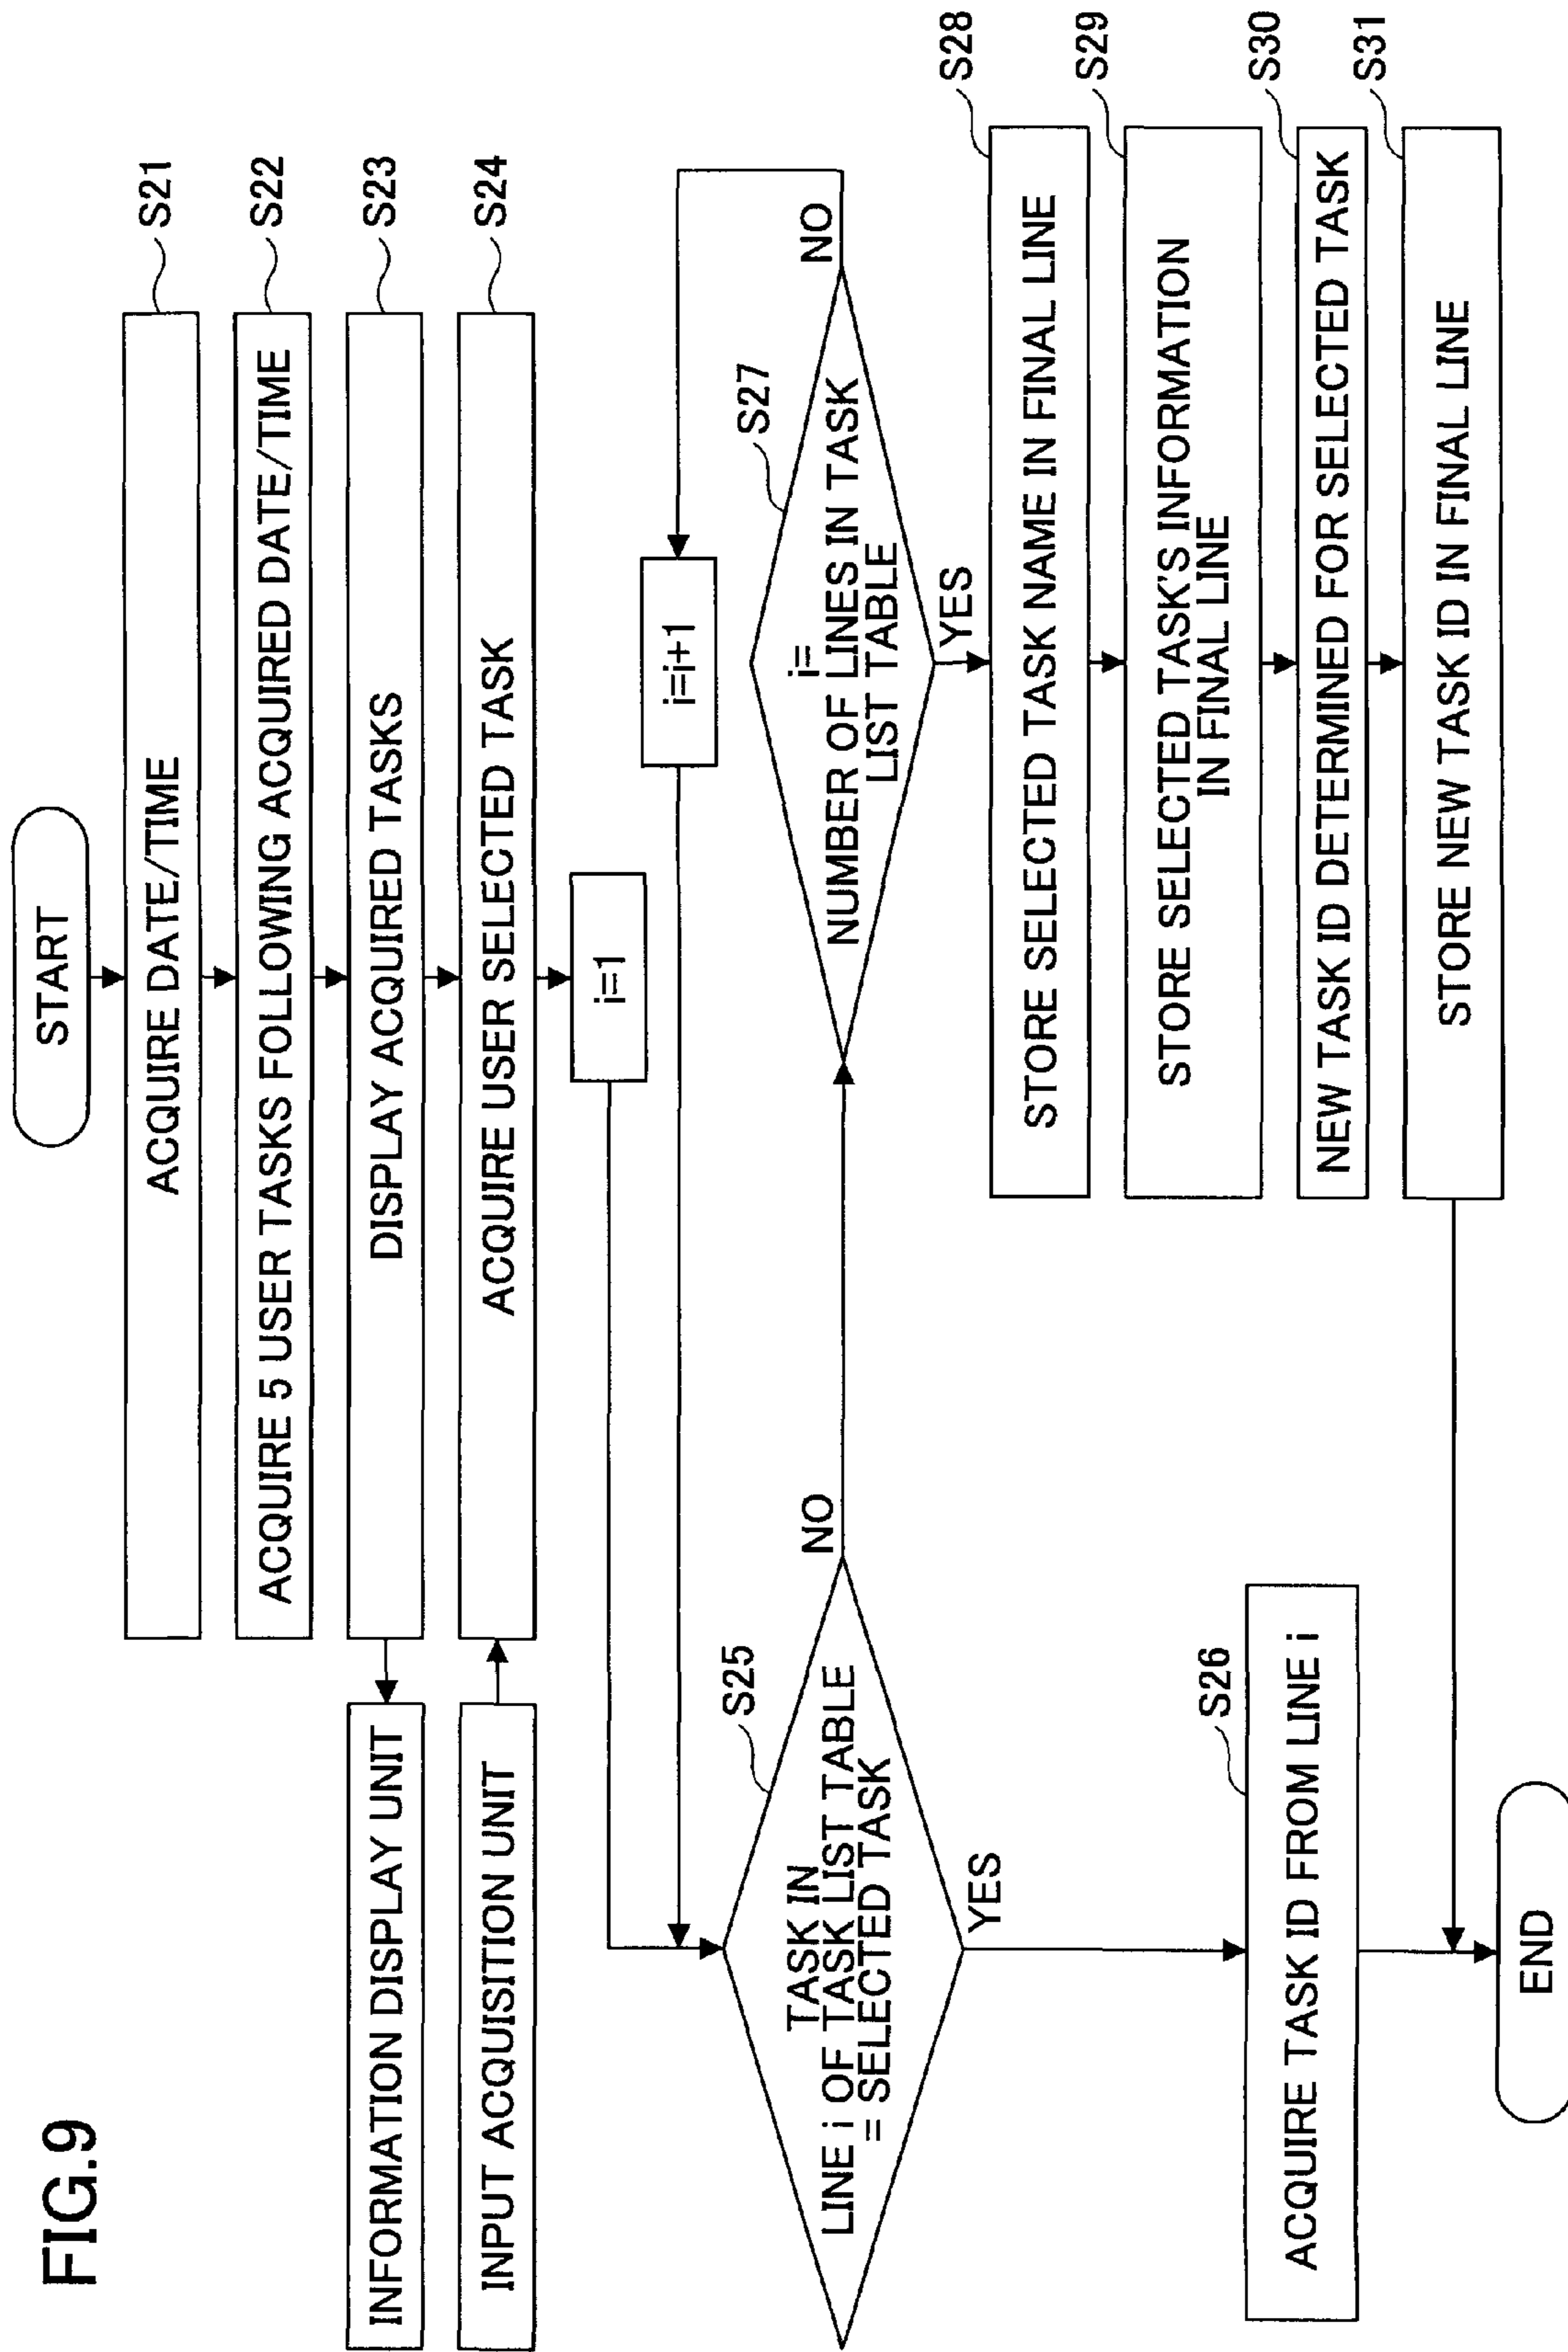 FIG.9
START
ACQUIRE DATE/TIME
S21
ACQUIRE 5 USER TASKS FOLLOWING ACQUIRED DATE/TIME
S22
INFORMATION DISPLAY UNIT
DISPLAY ACQUIRED TASKS
S23
INPUT ACQUISITION UNIT
ACQUIRE USER SELECTED TASK
S24
i=1
i=i+1
S25
TASK IN
LINE i OF TASK LIST TABLE
= SELECTED TASK
NO
YES
S27
i=
NUMBER OF LINES IN TASK
LIST TABLE
NO
YES
STORE SELECTED TASK NAME IN FINAL LINE
S28
STORE SELECTED TASK'S INFORMATION
IN FINAL LINE
S29
S26
ACQUIRE TASK ID FROM LINE i
NEW TASK ID DETERMINED FOR SELECTED TASK
S30
STORE NEW TASK ID IN FINAL LINE
S31
END